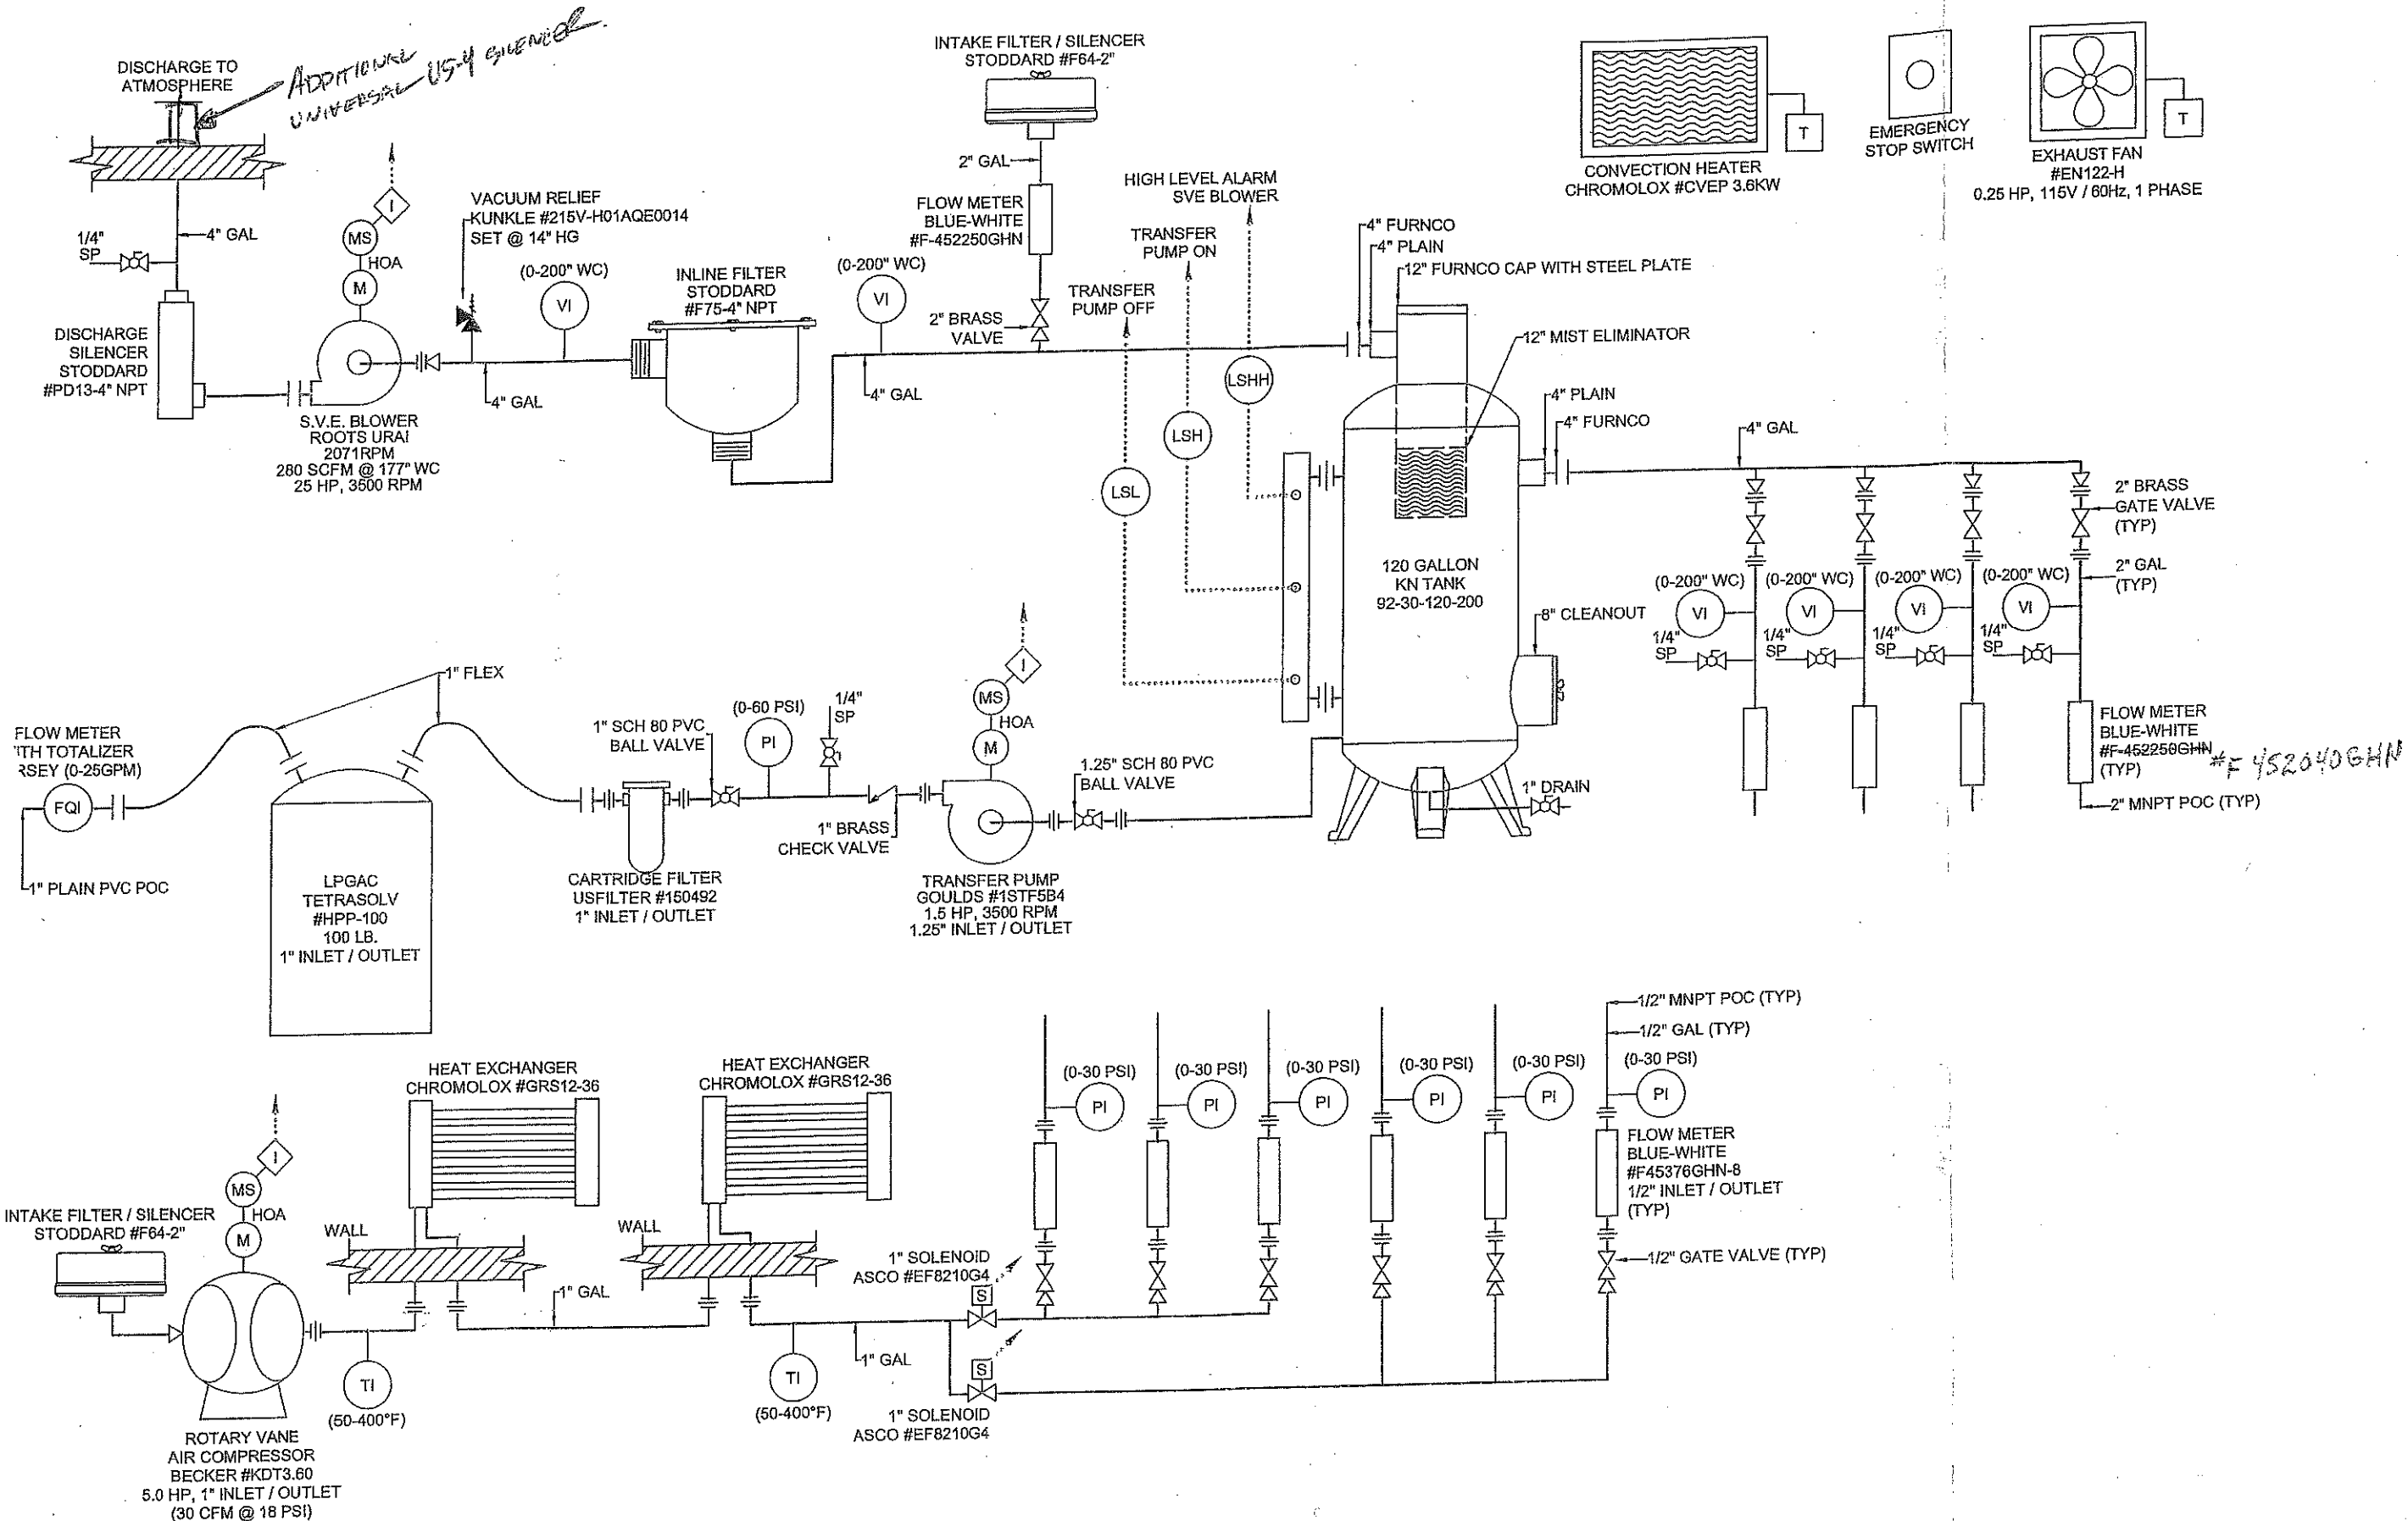 DISCHARGE TO
ATMOSPHERE
ADDITIONAL
UNIVERSAL US-4 SILENCER
1/4"
SP
4" GAL
DISCHARGE
SILENCER
STODDARD
#PD13-4" NPT
I
MS
HOA
M
S.V.E. BLOWER
ROOTS URAI
2071RPM
280 SCFM @ 177" WC
25 HP, 3500 RPM
VACUUM RELIEF
KUNKLE #215V-H01AQE0014
SET @ 14" HG
(0-200" WC)
VI
4" GAL
INLINE FILTER
STODDARD
#F75-4" NPT
(0-200" WC)
VI
4" GAL
INTAKE FILTER / SILENCER
STODDARD #F64-2"
2" GAL
FLOW METER
BLUE-WHITE
#F-452250GHN
2" BRASS
VALVE
HIGH LEVEL ALARM
SVE BLOWER
TRANSFER
PUMP ON
TRANSFER
PUMP OFF
LSHH
LSH
LSL
4" FURNCO
4" PLAIN
12" FURNCO CAP WITH STEEL PLATE
12" MIST ELIMINATOR
4" PLAIN
4" FURNCO
120 GALLON
KN TANK
92-30-120-200
8" CLEANOUT
1" DRAIN
CONVECTION HEATER
CHROMOLOX #CVEP 3.6KW
T
EMERGENCY
STOP SWITCH
EXHAUST FAN
#EN122-H
0.25 HP, 115V / 60Hz, 1 PHASE
T
4" GAL
2" BRASS
GATE VALVE
(TYP)
2" GAL
(TYP)
(0-200" WC)
VI
1/4"
SP
(0-200" WC)
VI
1/4"
SP
(0-200" WC)
VI
1/4"
SP
(0-200" WC)
VI
1/4"
SP
FLOW METER
BLUE-WHITE
#F-452250GHN
(TYP)
#F 452040GHN
2" MNPT POC (TYP)
FLOW METER
ITH TOTALIZER
RSEY (0-25GPM)
FQI
1" PLAIN PVC POC
1" FLEX
LPGAC
TETRASOLV
#HPP-100
100 LB.
1" INLET / OUTLET
CARTRIDGE FILTER
USFILTER #150492
1" INLET / OUTLET
1" SCH 80 PVC
BALL VALVE
(0-60 PSI)
PI
1/4"
SP
1" BRASS
CHECK VALVE
I
MS
HOA
M
TRANSFER PUMP
GOULDS #1STF5B4
1.5 HP, 3500 RPM
1.25" INLET / OUTLET
1.25" SCH 80 PVC
BALL VALVE
INTAKE FILTER / SILENCER
STODDARD #F64-2"
I
MS
HOA
M
ROTARY VANE
AIR COMPRESSOR
BECKER #KDT3.60
5.0 HP, 1" INLET / OUTLET
(30 CFM @ 18 PSI)
TI
(50-400°F)
HEAT EXCHANGER
CHROMOLOX #GRS12-36
WALL
1" GAL
HEAT EXCHANGER
CHROMOLOX #GRS12-36
WALL
TI
(50-400°F)
1" GAL
1" SOLENOID
ASCO #EF8210G4
S
S
1" SOLENOID
ASCO #EF8210G4
(0-30 PSI)
PI
(0-30 PSI)
PI
(0-30 PSI)
PI
(0-30 PSI)
PI
(0-30 PSI)
PI
(0-30 PSI)
PI
1/2" MNPT POC (TYP)
1/2" GAL (TYP)
FLOW METER
BLUE-WHITE
#F45376GHN-8
1/2" INLET / OUTLET
(TYP)
1/2" GATE VALVE (TYP)